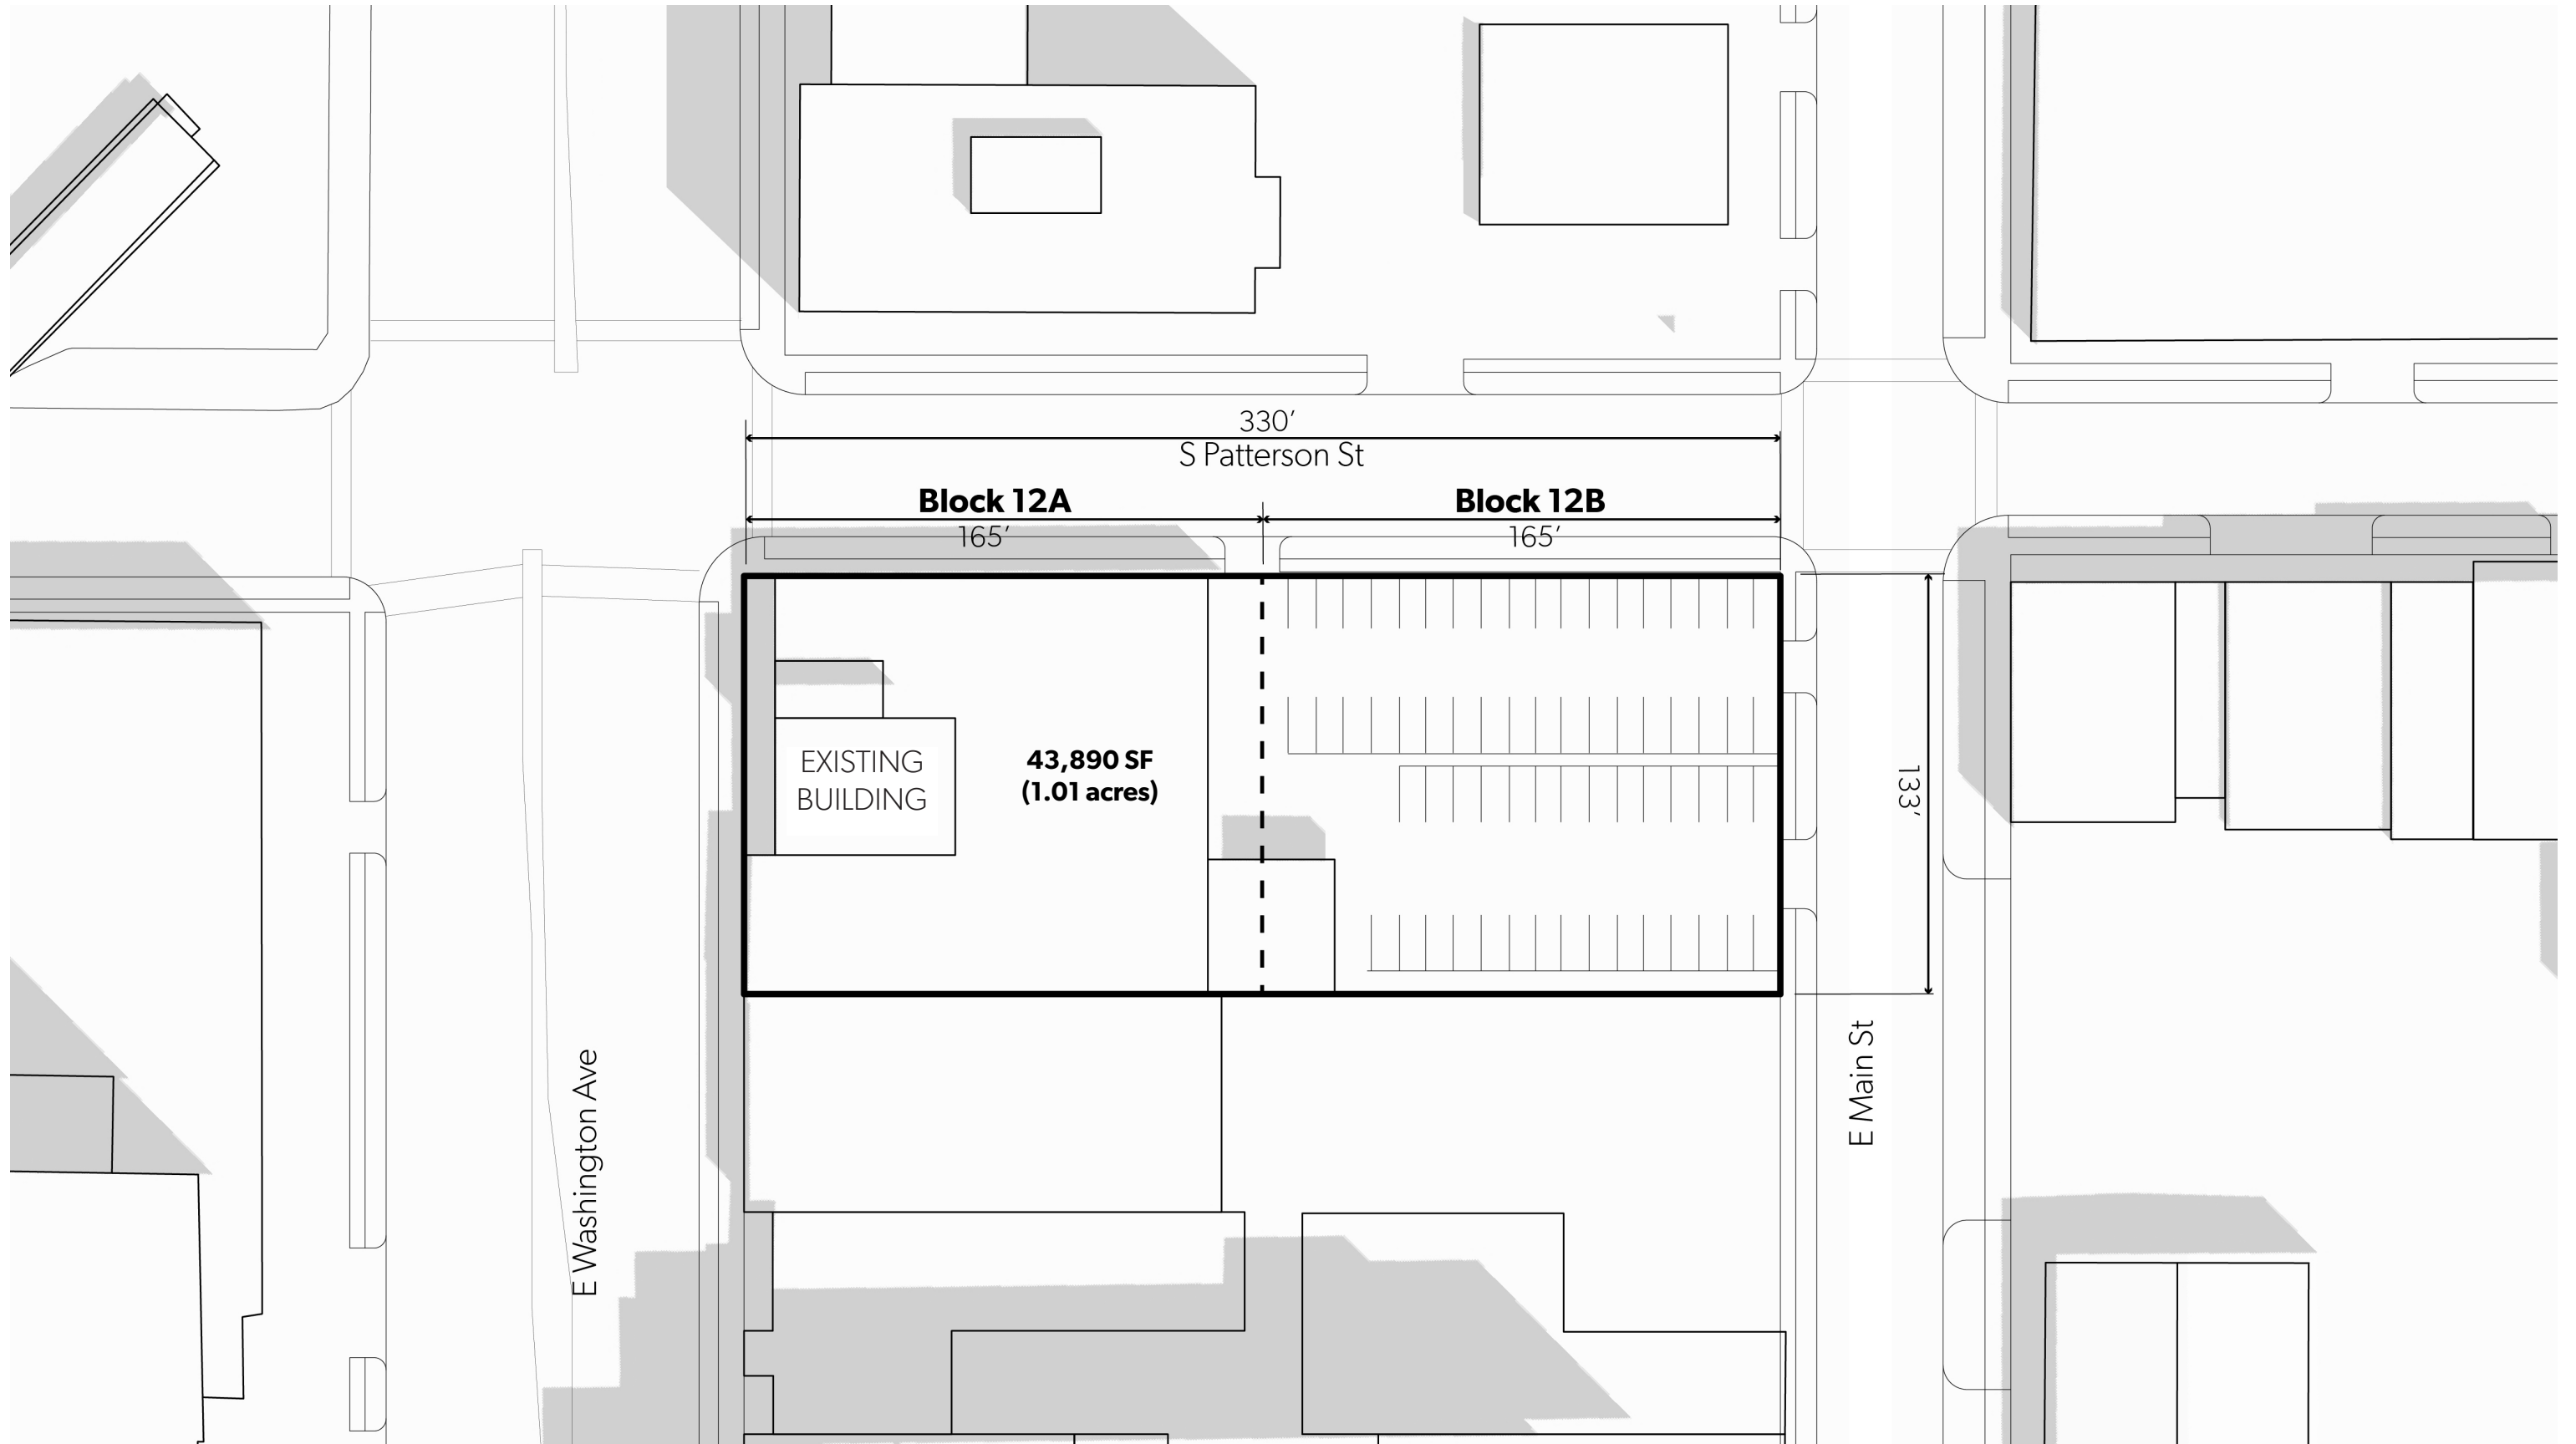 330’
S Patterson St
Block 12A
Block 12B
165’
165’
EXISTING
BUILDING
43,890 SF
(1.01 acres)
133’
E Washington Ave
E Main St